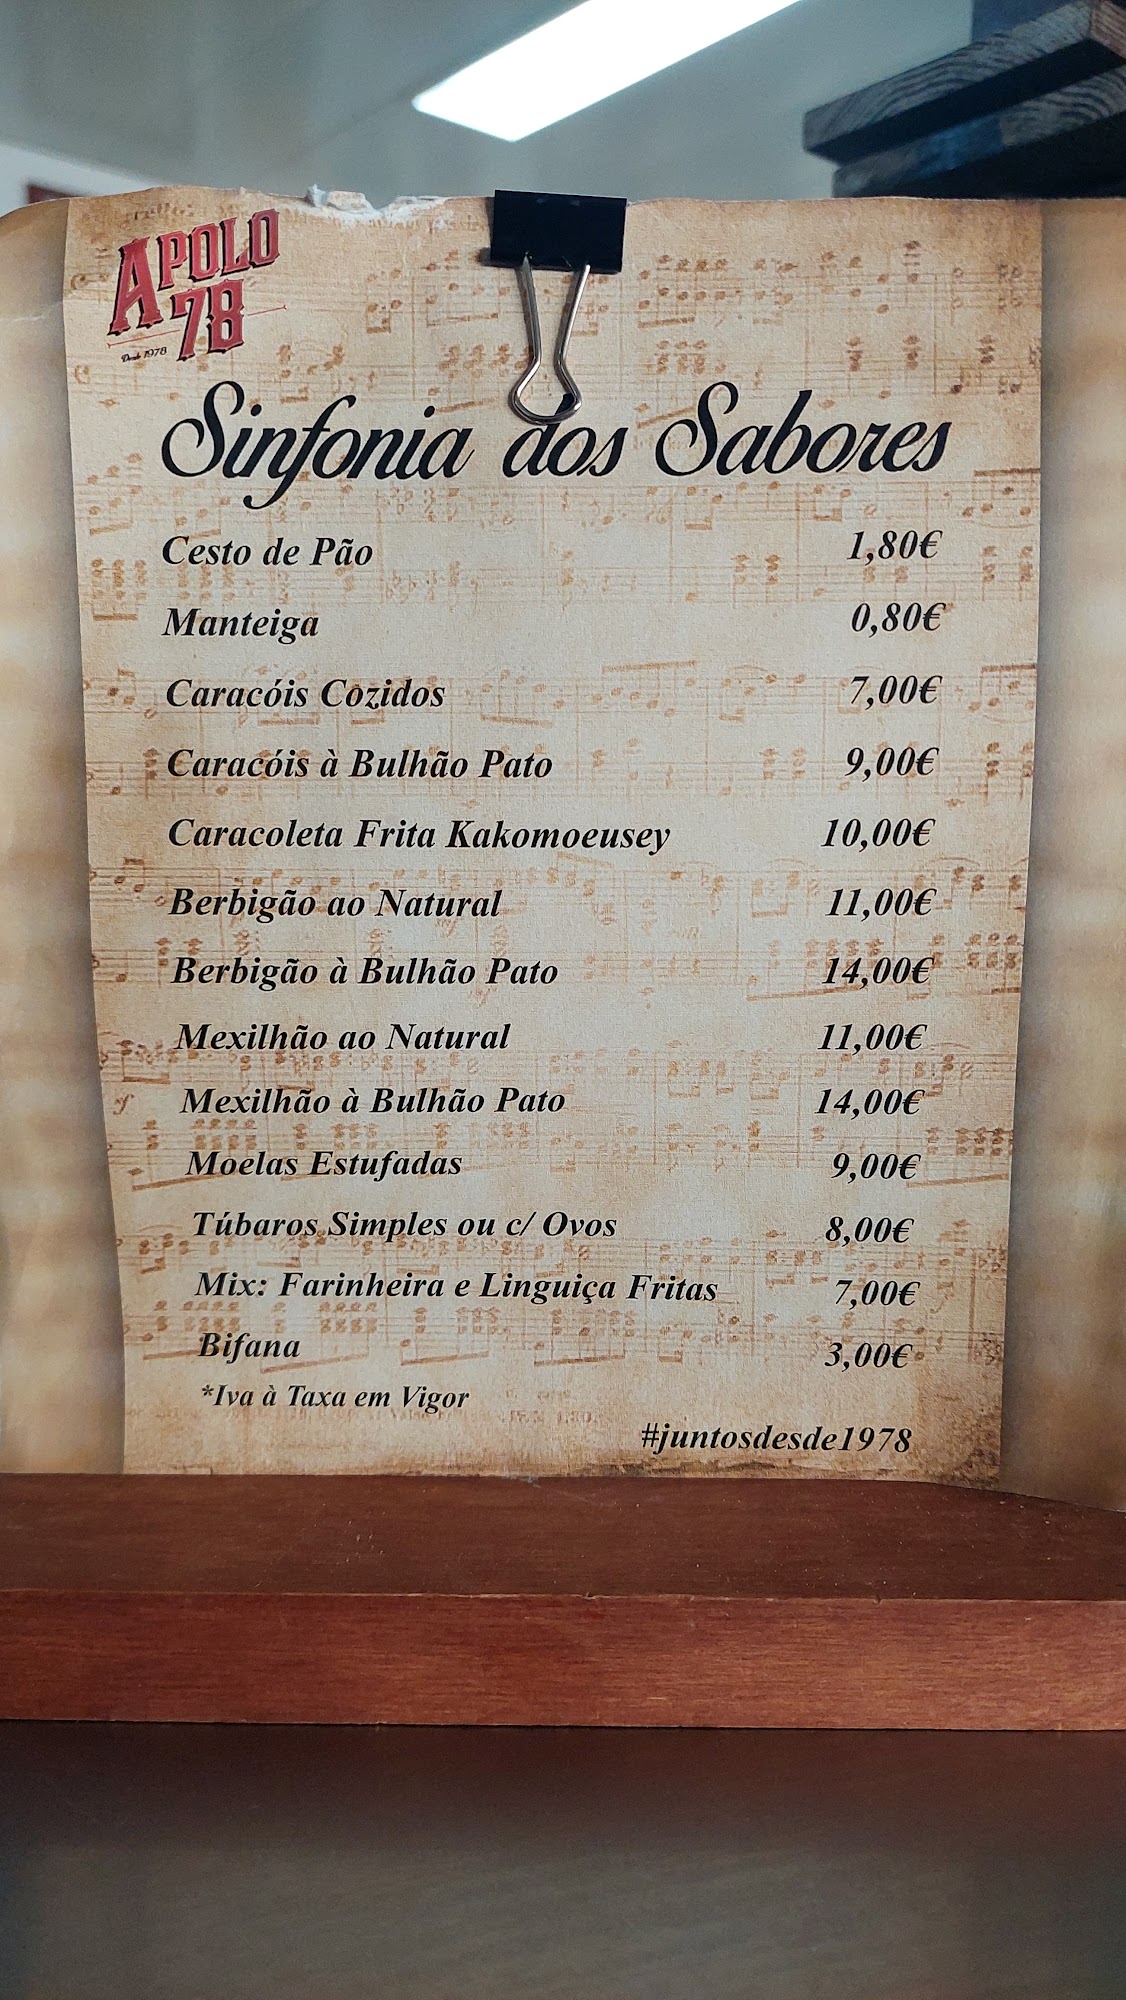 APOLO
78
Desde 1978
Sinfonia dos Sabores
Cesto de Pão 1,80€
Manteiga 0,80€
Caracóis Cozidos 7,00€
Caracóis à Bulhão Pato 9,00€
Caracoleta Frita Kakomoeusey 10,00€
Berbigão ao Natural 11,00€
Berbigão à Bulhão Pato 14,00€
Mexilhão ao Natural 11,00€
Mexilhão à Bulhão Pato 14,00€
Moelas Estufadas 9,00€
Túbaros Simples ou c/ Ovos 8,00€
Mix: Farinheira e Linguiça Fritas 7,00€
Bifana 3,00€
*Iva à Taxa em Vigor
#juntosdesde1978